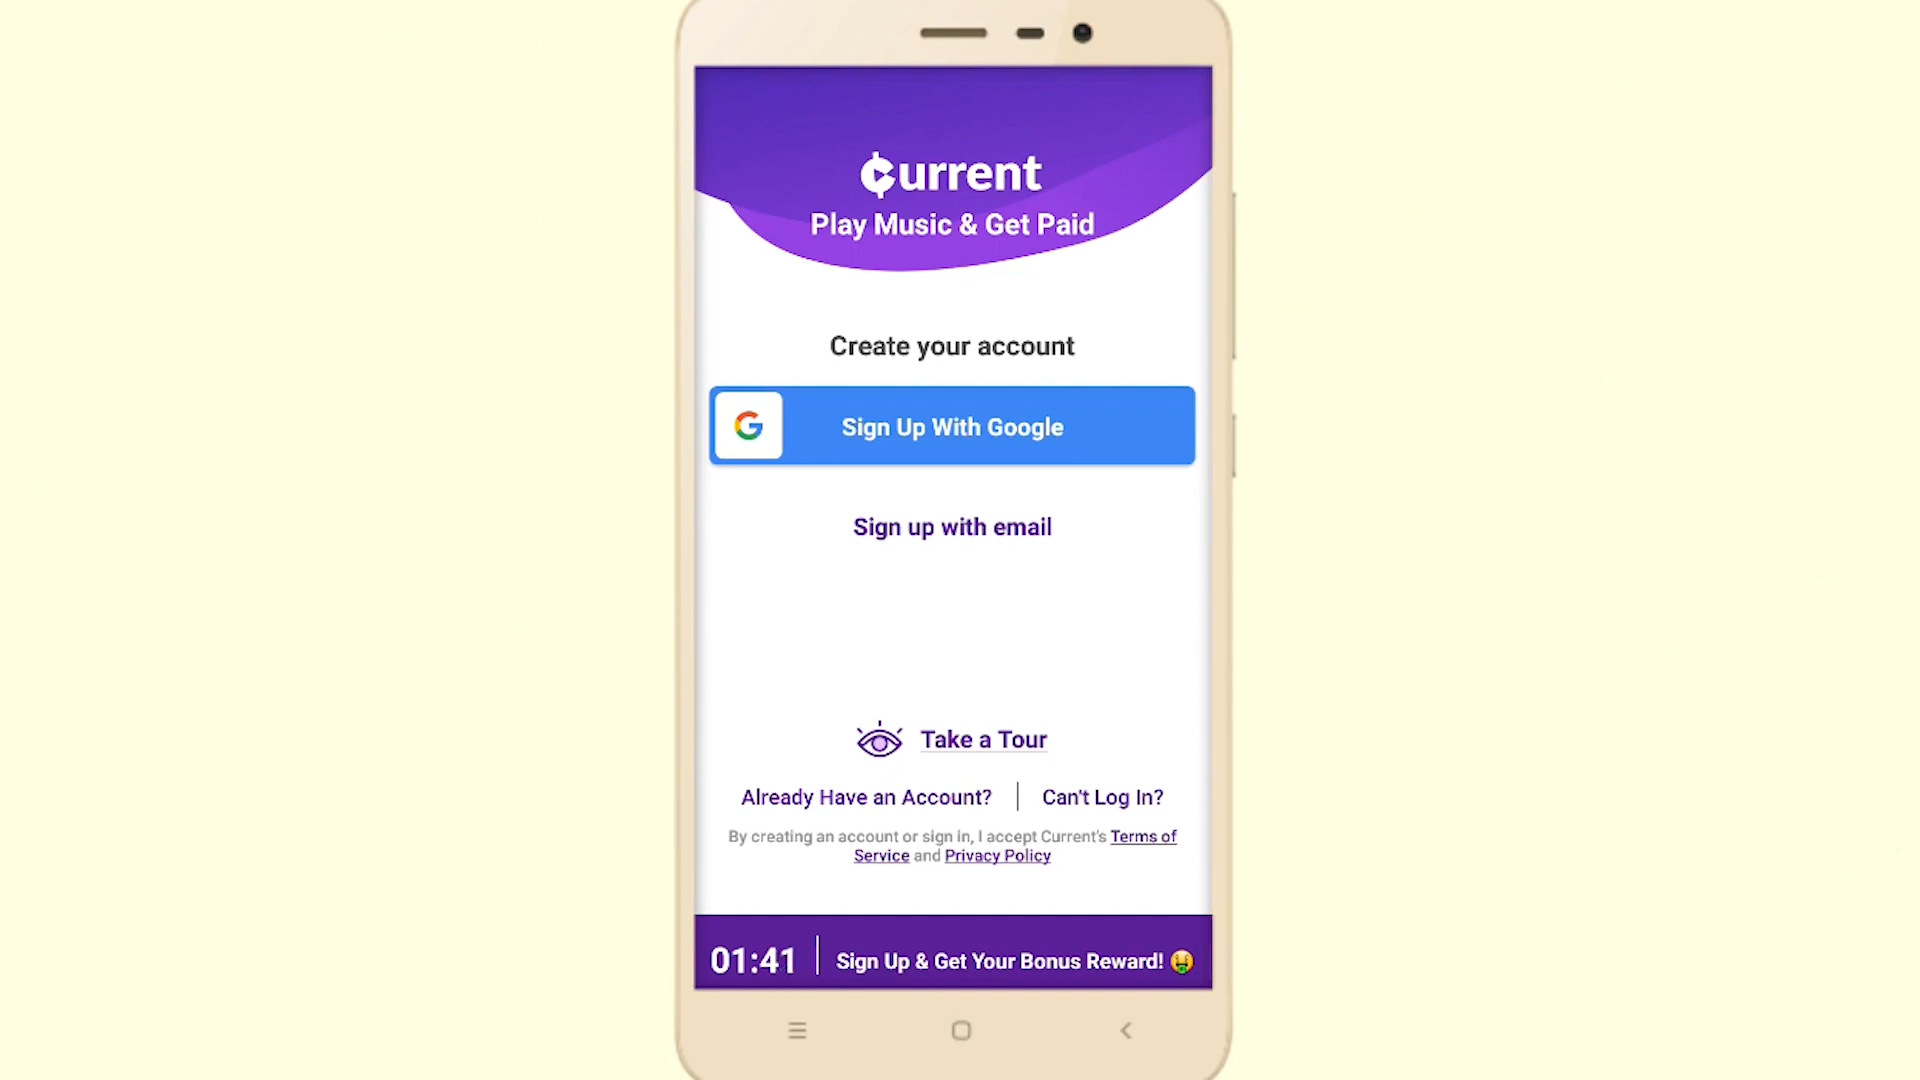 Current
Play Music & Get Paid
Create your account
Sign Up With Google
Sign up with email
Take a Tour
Already Have an Account? | Can't Log In?
By creating an account or sign in, I accept Current's Terms of
Service and Privacy Policy
01:41 | Sign Up & Get Your Bonus Reward! 🤑